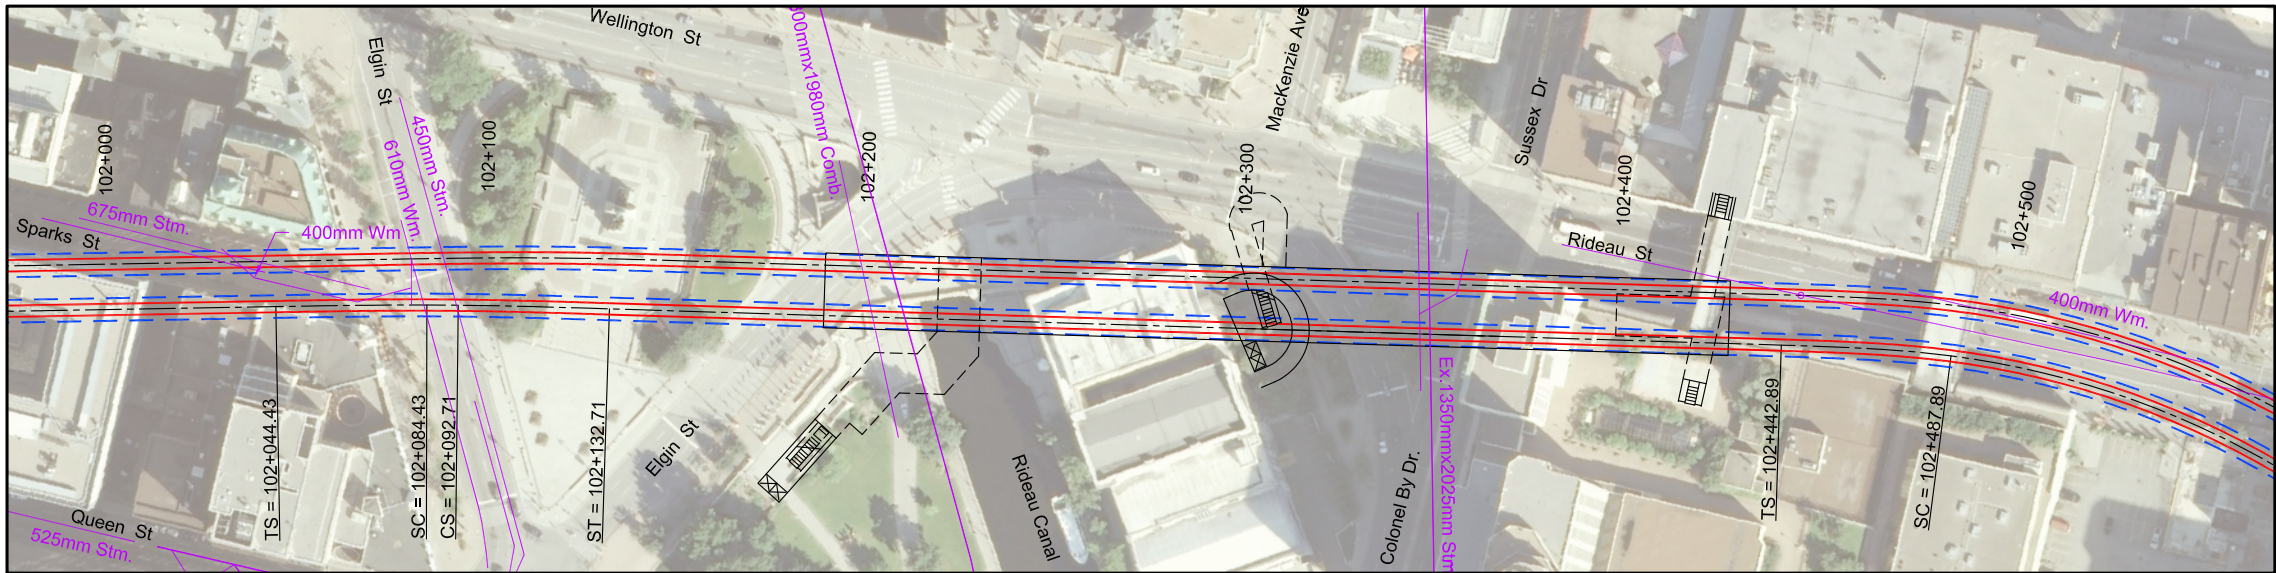 Wellington St
Elgin St
MacKenzie Ave
Sussex Dr
102+000
102+100
102+200
102+300
102+400
102+500
450mm Stm.
610mm Wm.
675mm Stm.
400mm Wm
Sparks St
Rideau St
400mm Wm.
TS = 102+044.43
SC = 102+084.43
CS = 102+092.71
ST = 102+132.71
Elgin St
Rideau Canal
Colonel By Dr.
Ex.1350mmx2025mm Stm
TS = 102+442.89
SC = 102+487.89
Queen St
525mm Stm.